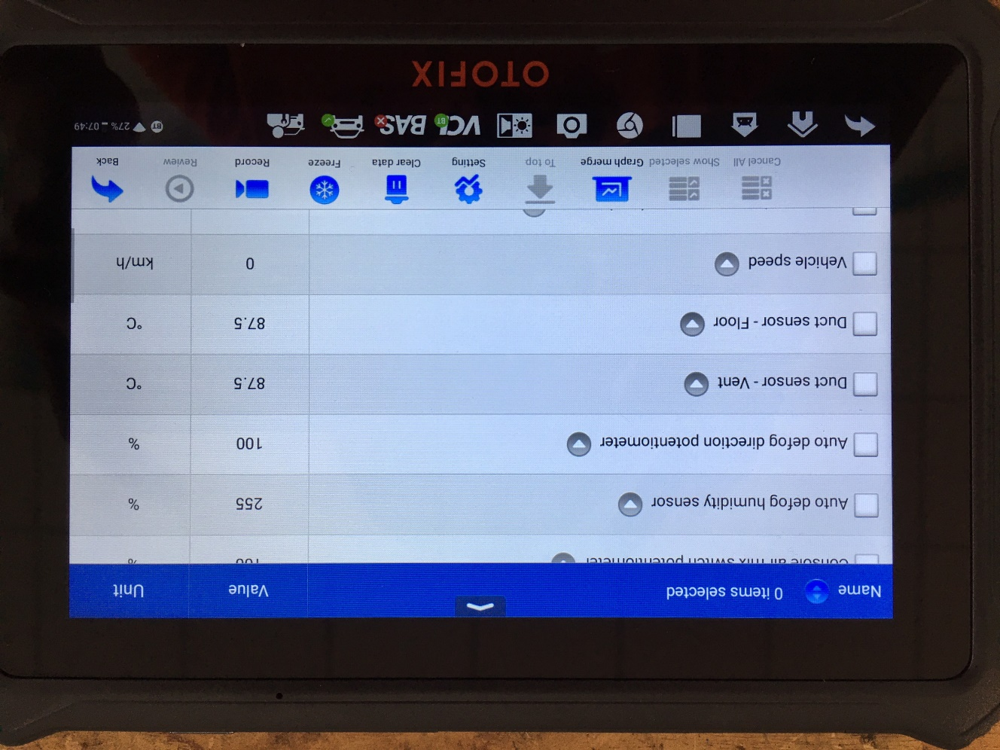 Name 0 items selected Value Unit
Console air mix switch potentiometer 100 %
Auto defog humidity sensor 255 %
Auto defog direction potentiometer 100 %
Duct sensor - Vent 87.5 °C
Duct sensor - Floor 87.5 °C
Vehicle speed 0 km/h
Cancel All Show selected Graph merge To top Setting Clear data Freeze Record Review Back
VCI BT BAS BT 27% 07:49
OTOFIX